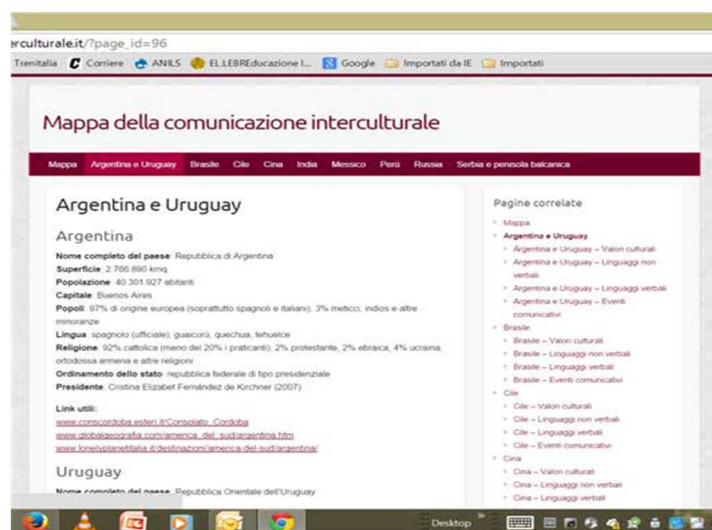 erculturale.it/?page_id=96
Trenitalia Corriere ANILS EL.LEBREducazione l... Google Importati da IE Importati
Mappa della comunicazione interculturale
Mappa Argentina e Uruguay Brasile Cile Cina India Messico Perù Russia Serbia e penisola balcanica
Argentina e Uruguay
Argentina
Nome completo del paese: Repubblica di Argentina
Superficie: 2.766.890 kmq
Popolazione: 40.301.927 abitanti
Capitale: Buenos Aires
Popoli: 97% di origine europea (soprattutto spagnoli e italiani), 3% meticci, indios e altre
minoranze
Lingua: spagnolo (ufficiale), guaicurú, quechua, tehuelce
Religione: 92% cattolica (meno del 20% i praticanti), 2% protestante, 2% ebraica, 4% ucraina,
ortodossa armena e altre religioni
Ordinamento dello stato: repubblica federale di tipo presidenziale
Presidente: Cristina Elizabet Fernández de Kirchner (2007)
Link utili:
www.conscordoba.esteri.it/Consolato_Cordoba
www.globalgeografia.com/america_del_sud/argentina.htm
www.lonelyplanetitalia.it/destinazioni/america-del-sud/argentina/
Uruguay
Nome completo del paese: Repubblica Orientale dell'Uruguay
Pagine correlate
Mappa
Argentina e Uruguay
Argentina e Uruguay – Valori culturali
Argentina e Uruguay – Linguaggi non
verbali
Argentina e Uruguay – Linguaggi verbali
Argentina e Uruguay – Eventi
comunicativi
Brasile
Brasile – Valori culturali
Brasile – Linguaggi non verbali
Brasile – Linguaggi verbali
Brasile – Eventi comunicativi
Cile
Cile – Valori culturali
Cile – Linguaggi non verbali
Cile – Linguaggi verbali
Cile – Eventi comunicativi
Cina
Cina – Valori culturali
Cina – Linguaggi non verbali
Cina – Linguaggi verbali
Desktop